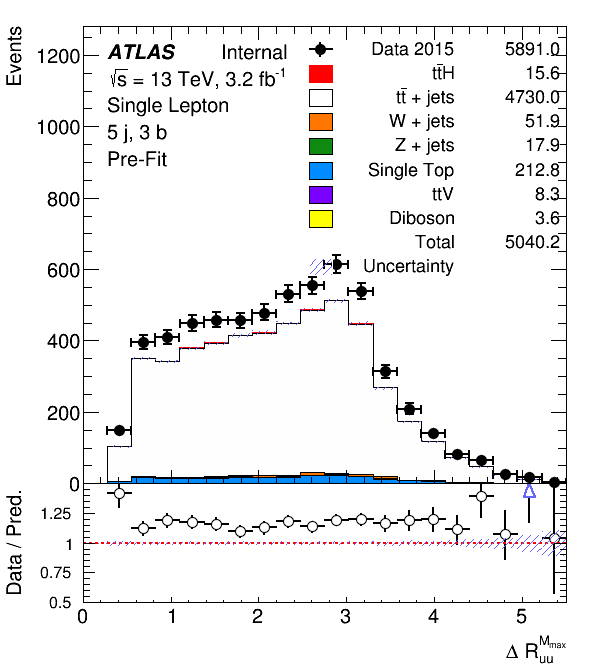 Events
ATLAS Internal
√s = 13 TeV, 3.2 fb⁻¹
Single Lepton
5 j, 3 b
Pre-Fit
Data 2015 5891.0
tt̄H 15.6
tt̄ + jets 4730.0
W + jets 51.9
Z + jets 17.9
Single Top 212.8
ttV 8.3
Diboson 3.6
Total 5040.2
Uncertainty
1200
1000
800
600
400
200
0
Data / Pred.
1.25
1
0.75
0.5
0 1 2 3 4 5
Δ R_uu^M_max